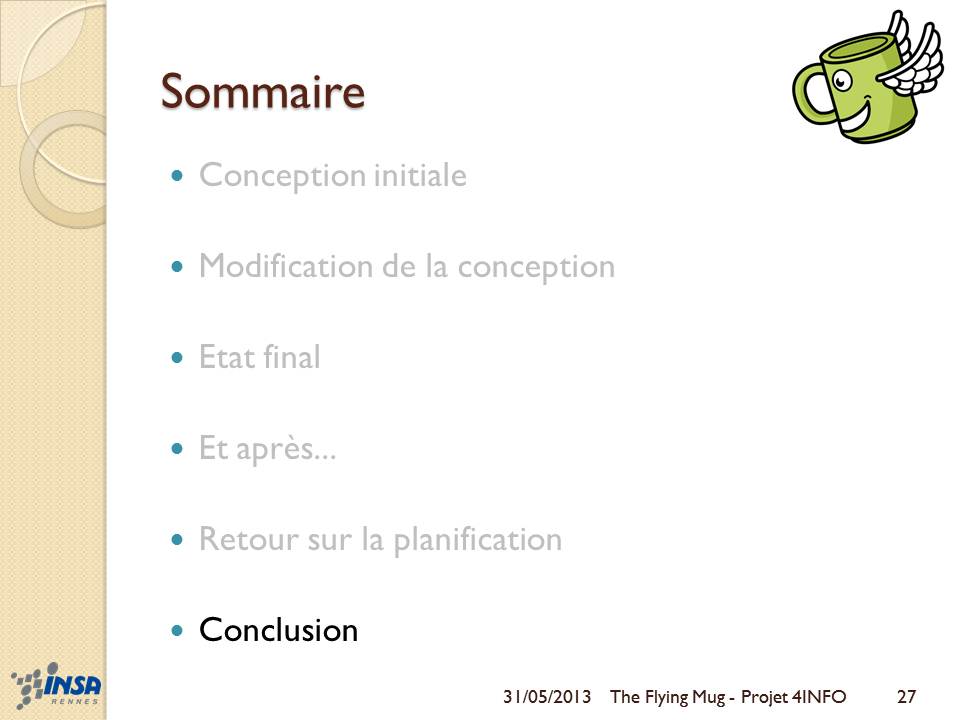 Sommaire
Conception initiale
Modification de la conception
Etat final
Et après...
Retour sur la planification
Conclusion
INSA
RENNES
31/05/2013 The Flying Mug - Projet 4INFO 27